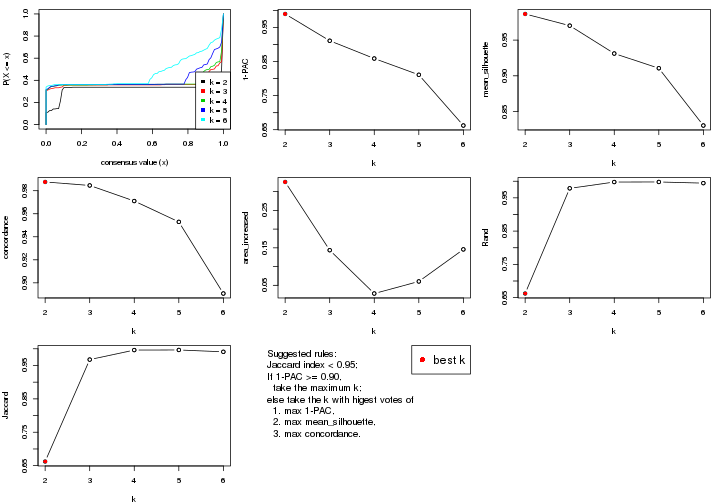 P(X <= x)
0.0 0.2 0.4 0.6 0.8 1.0
k = 2
k = 3
k = 4
k = 5
k = 6
0.0 0.2 0.4 0.6 0.8 1.0
consensus value (x)
1-PAC
0.65 0.75 0.85 0.95
2 3 4 5 6
k
mean_silhouette
0.85 0.90 0.95
2 3 4 5 6
k
concordance
0.90 0.92 0.94 0.96 0.98
2 3 4 5 6
k
area_increased
0.05 0.15 0.25
2 3 4 5 6
k
Rand
0.65 0.75 0.85 0.95
2 3 4 5 6
k
Jaccard
0.65 0.75 0.85 0.95
2 3 4 5 6
k
Suggested rules:
Jaccard index < 0.95;
If 1-PAC >= 0.90,
take the maximum k;
else take the k with higest votes of
1. max 1-PAC,
2. max mean_silhouette,
3. max concordance.
best k